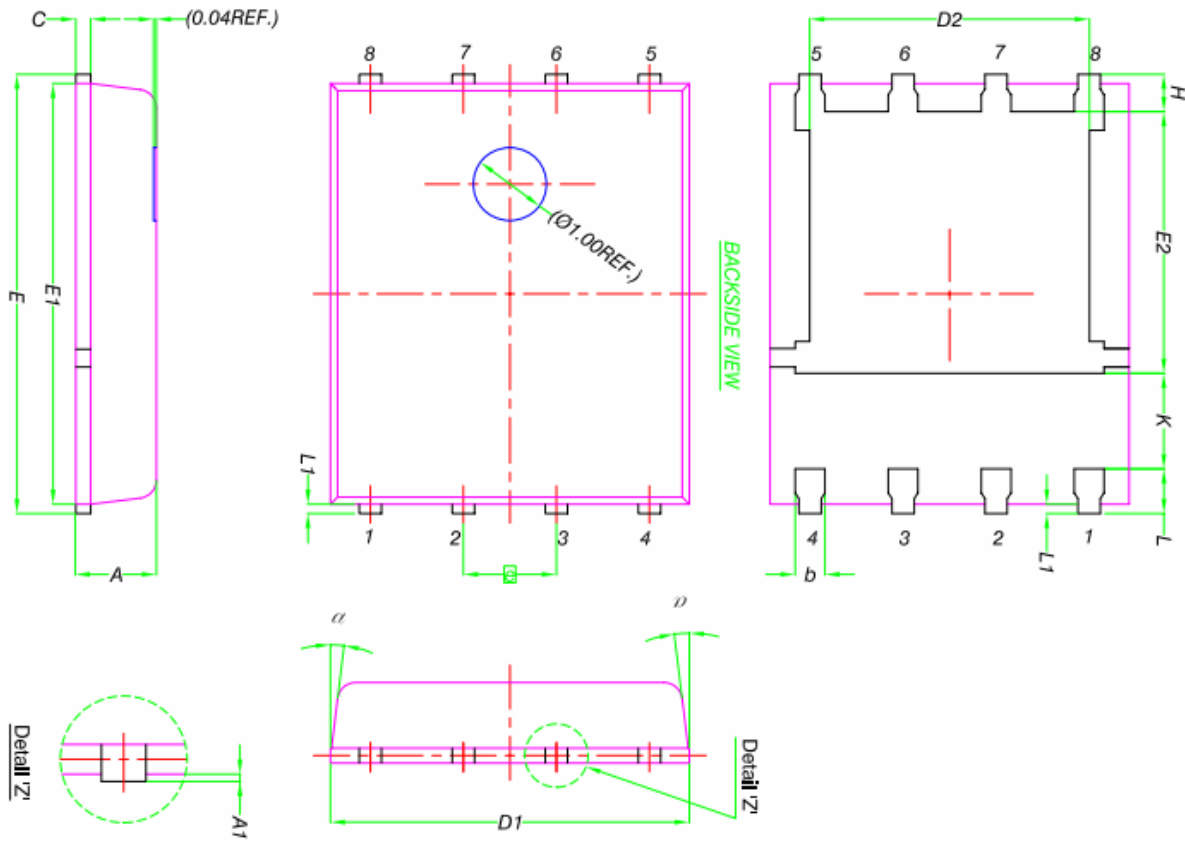 C
(0.04REF.)
E
E1
A
8
7
6
5
(Ø1.00REF.)
L1
1
2
3
4
e
BACKSIDE VIEW
D2
5
6
7
8
H
E2
K
L
L1
4
3
2
1
b
α
D1
Detail 'Z'
Detail 'Z'
A1